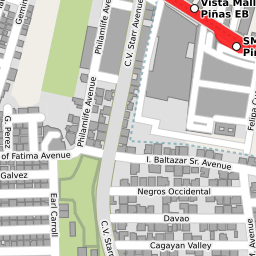 Vista Mall
Piñas EB
SM
Gemin
Philamlife Avenue
C.V. Starr Avenue
Felipa C
G. Perez
Philamlife Avenue
of Fatima Avenue
I. Baltazar Sr. Avenue
Galvez
Negros Occidental
Earl Carroll
Davao
C.V. Starr
Cagayan Valley
Avenue